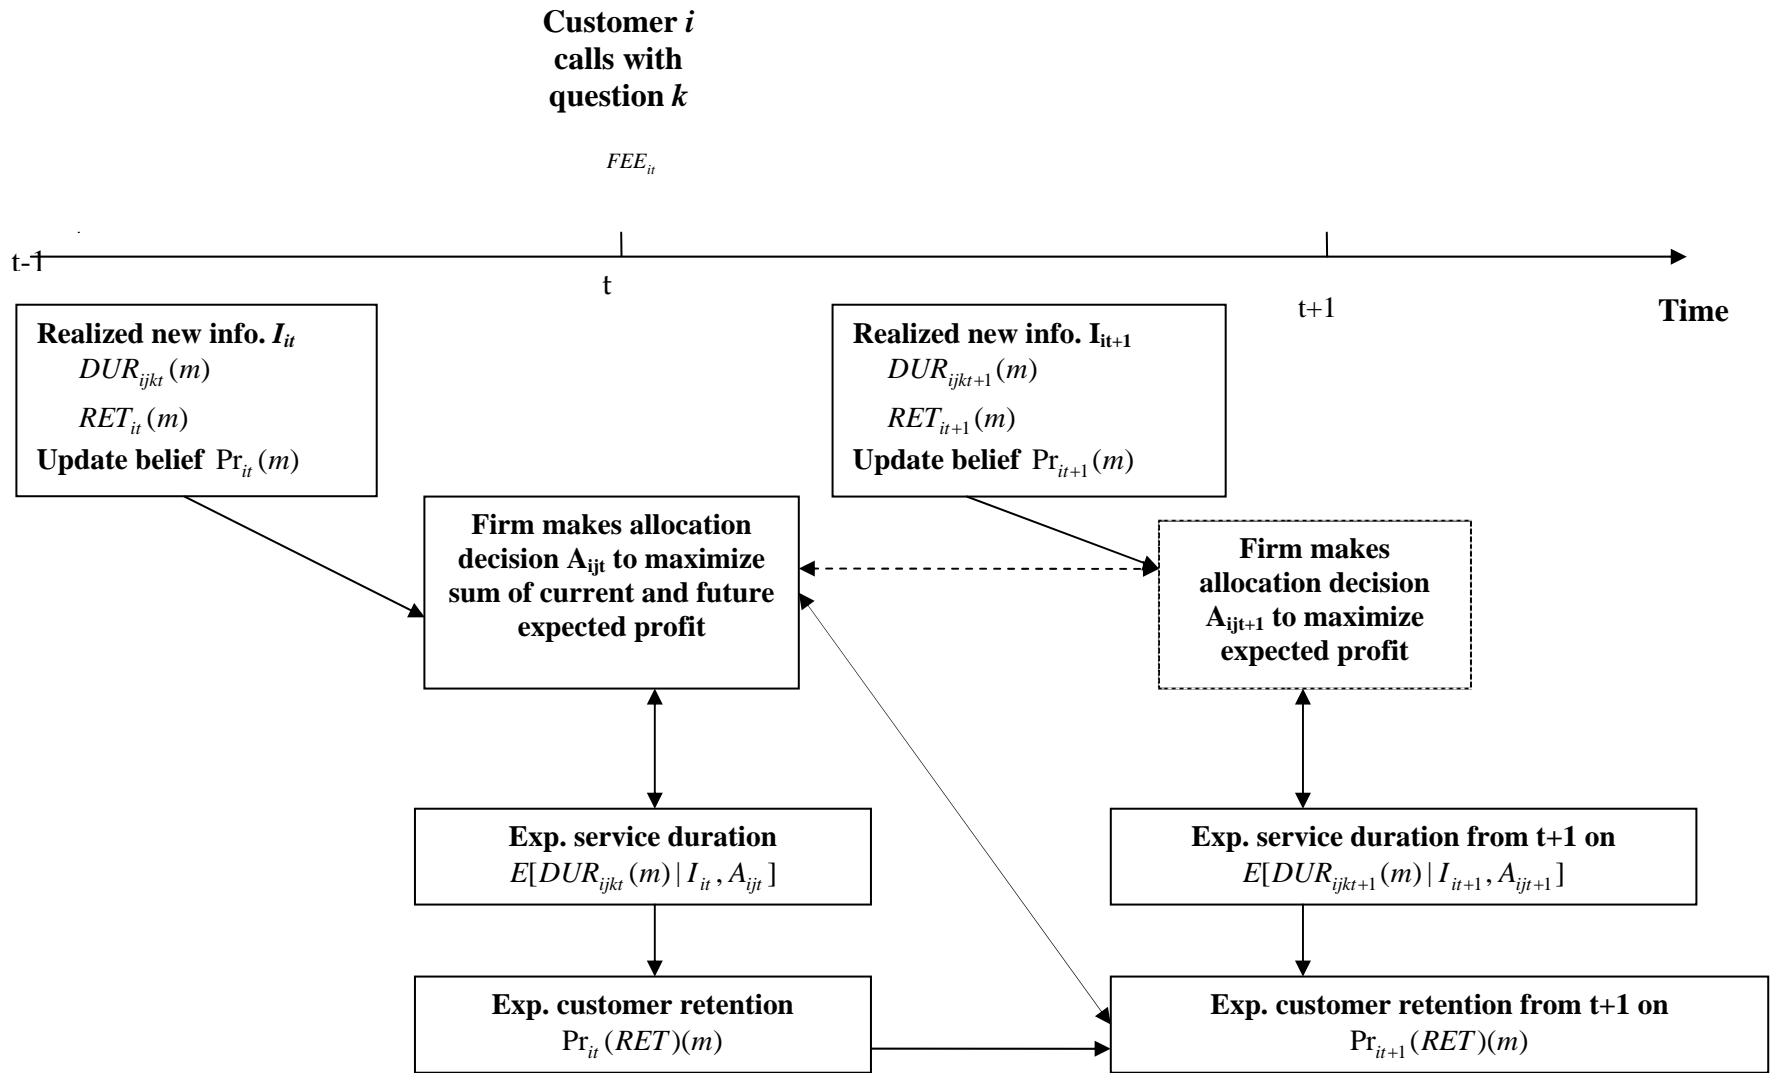 Customer i
calls with
question k
FEE_it
t-1
t
t+1
Time
Realized new info. I_it
DUR_ijkt (m)
RET_it (m)
Update belief Pr_it (m)
Realized new info. I_it+1
DUR_ijkt+1 (m)
RET_it+1 (m)
Update belief Pr_it+1 (m)
Firm makes allocation
decision A_ijt to maximize
sum of current and future
expected profit
Firm makes
allocation decision
A_ijt+1 to maximize
expected profit
Exp. service duration
E[DUR_ijkt (m) | I_it , A_ijt ]
Exp. service duration from t+1 on
E[DUR_ijkt+1 (m) | I_it+1 , A_ijt+1 ]
Exp. customer retention
Pr_it (RET)(m)
Exp. customer retention from t+1 on
Pr_it+1 (RET)(m)